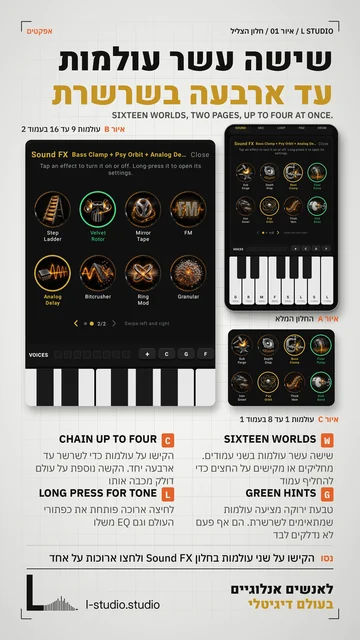 L STUDIO / איור 01 / חלון הצליל
אפקטים
שישה עשר עולמות
עד ארבעה בשרשרת
SIXTEEN WORLDS, TWO PAGES, UP TO FOUR AT ONCE.
איור B עולמות 9 עד 16 בעמוד 2
Sound FX Bass Clamp + Psy Orbit + Analog De... Close
Tap an effect to turn it on or off. Long-press it to open its
settings.
Step Ladder
Velvet Rotor
Mirror Tape
FM
Analog Delay
Bitcrusher
Ring Mod
Granular
2/2 Swipe left and right
VOICES + C G F
איור A החלון המלא
איור C עולמות 1 עד 8 בעמוד 1
SIXTEEN WORLDS W
שישה עשר עולמות בשני עמודים.
מחליקים או מקישים על החצים כדי
להחליף עמוד
CHAIN UP TO FOUR C
הקישו על עולמות כדי לשרשר עד
ארבעה יחד. הקשה נוספת על עולם
דולק מכבה אותו
GREEN HINTS G
טבעת ירוקה מציעה עולמות
שמתאימים לשרשרת. הם אף פעם
לא נדלקים לבד
LONG PRESS FOR TONE L
לחיצה ארוכה פותחת את כפתורי
העולם וגם EQ משלו
נסו הקישו על שני עולמות בחלון Sound FX ולחצו ארוכות על אחד
לאנשים אנלוגיים
בעולם דיגיטלי
L l-studio.studio